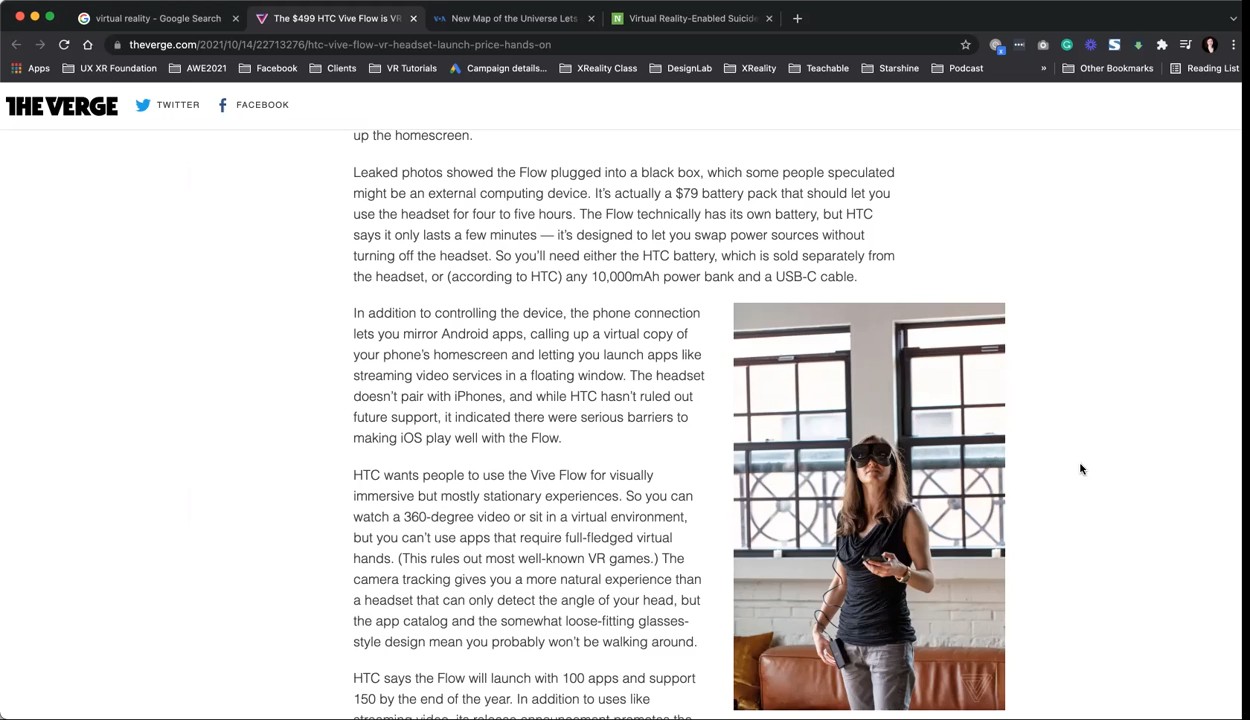 virtual reality - Google Search
The $499 HTC Vive Flow is VR
New Map of the Universe Lets
Virtual Reality-Enabled Suicide
theverge.com/2021/10/14/22713276/htc-vive-flow-vr-headset-launch-price-hands-on
Apps UX XR Foundation AWE2021 Facebook Clients VR Tutorials Campaign details... XReality Class DesignLab XReality Teachable Starshine Podcast » Other Bookmarks Reading List
THE VERGE TWITTER FACEBOOK
up the homescreen.
Leaked photos showed the Flow plugged into a black box, which some people speculated
might be an external computing device. It’s actually a $79 battery pack that should let you
use the headset for four to five hours. The Flow technically has its own battery, but HTC
says it only lasts a few minutes — it’s designed to let you swap power sources without
turning off the headset. So you’ll need either the HTC battery, which is sold separately from
the headset, or (according to HTC) any 10,000mAh power bank and a USB-C cable.
In addition to controlling the device, the phone connection
lets you mirror Android apps, calling up a virtual copy of
your phone’s homescreen and letting you launch apps like
streaming video services in a floating window. The headset
doesn’t pair with iPhones, and while HTC hasn’t ruled out
future support, it indicated there were serious barriers to
making iOS play well with the Flow.
HTC wants people to use the Vive Flow for visually
immersive but mostly stationary experiences. So you can
watch a 360-degree video or sit in a virtual environment,
but you can’t use apps that require full-fledged virtual
hands. (This rules out most well-known VR games.) The
camera tracking gives you a more natural experience than
a headset that can only detect the angle of your head, but
the app catalog and the somewhat loose-fitting glasses-
style design mean you probably won’t be walking around.
HTC says the Flow will launch with 100 apps and support
150 by the end of the year. In addition to uses like
streaming video, its release announcement promotes the